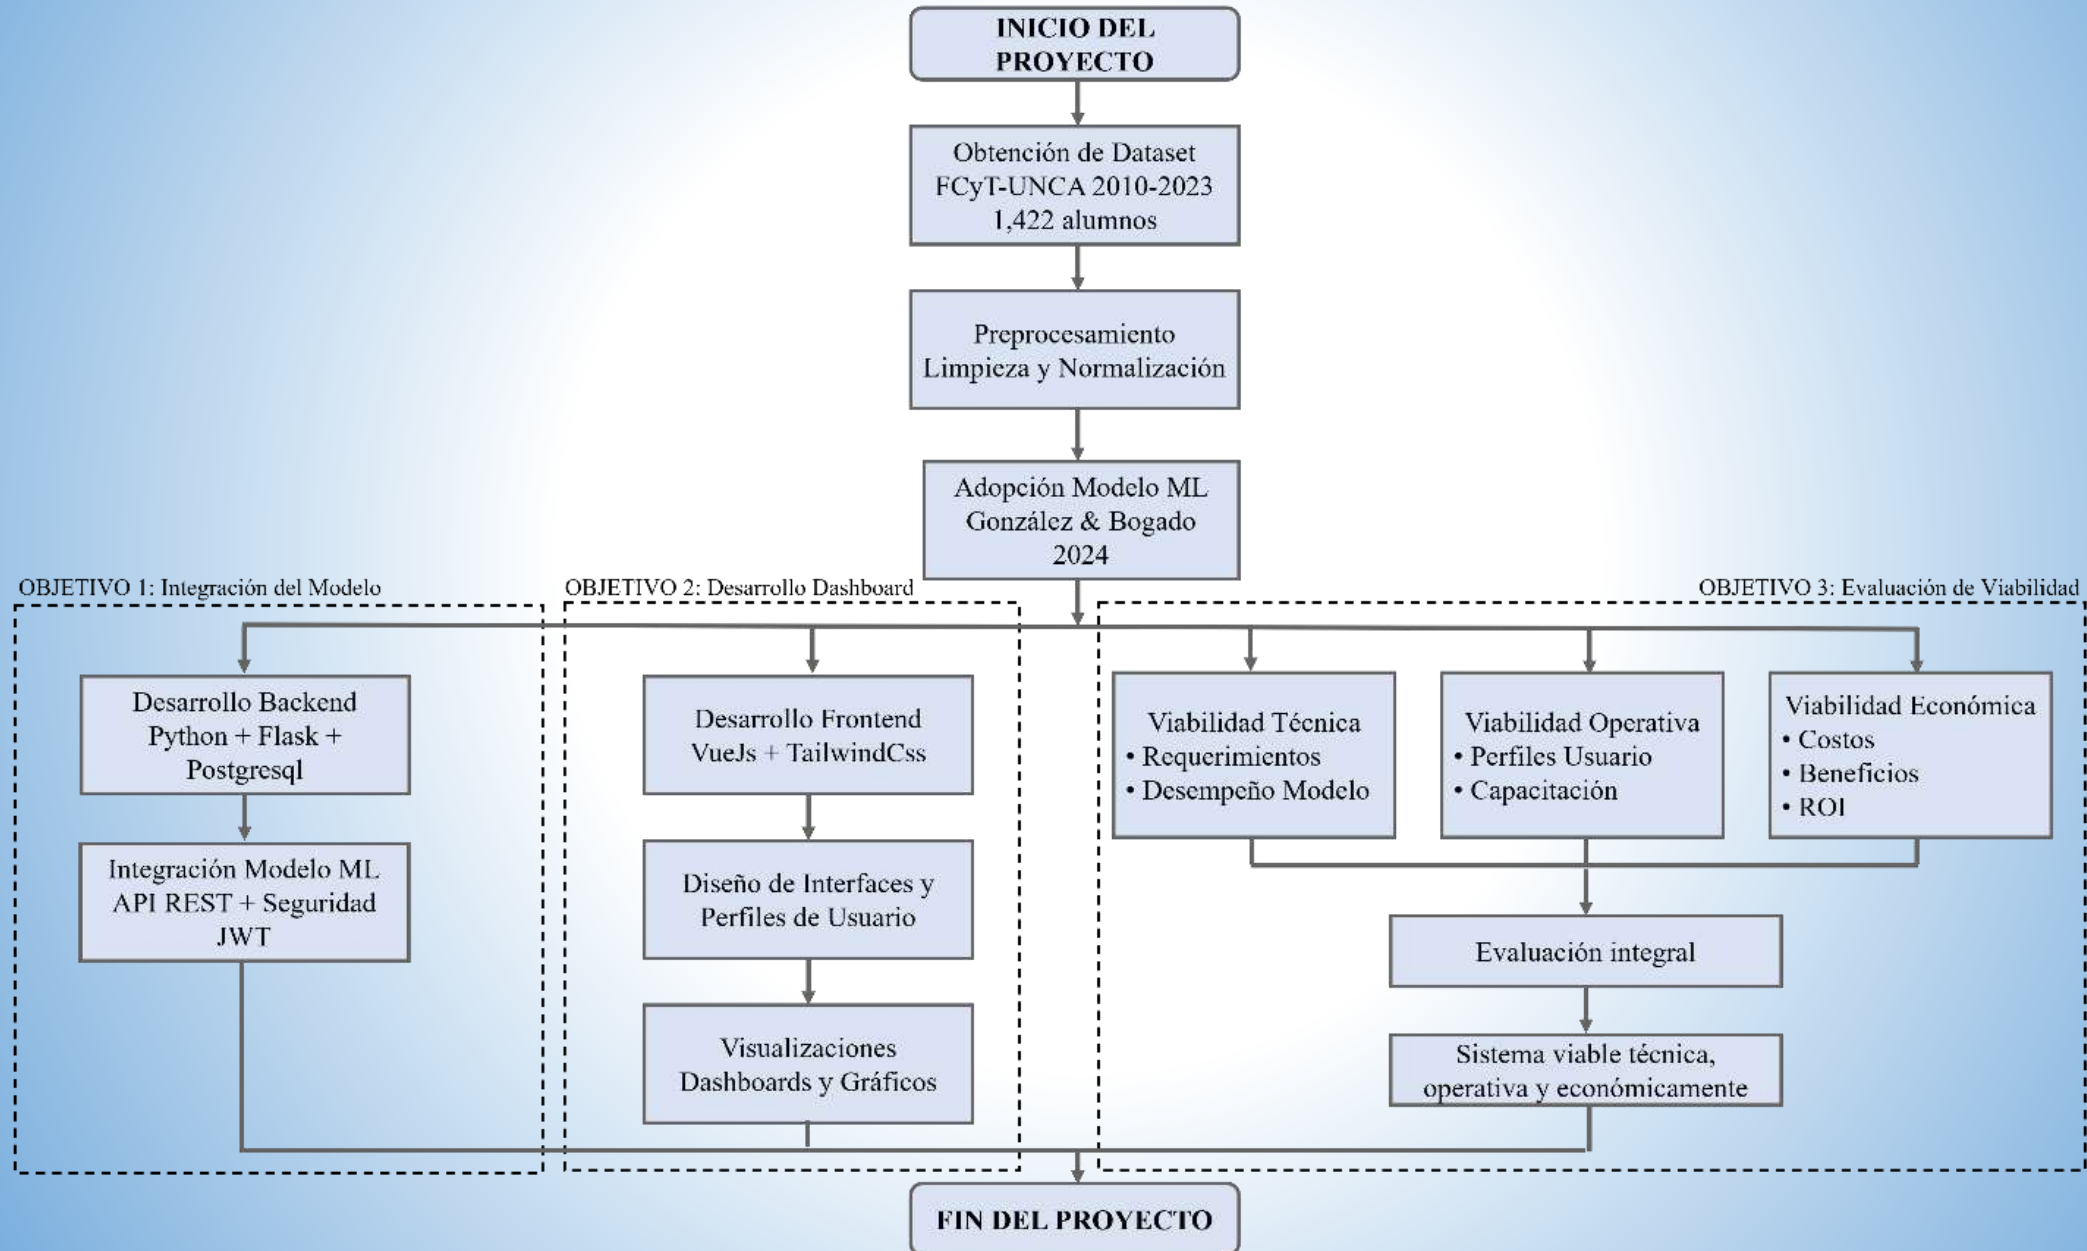 INICIO DEL
PROYECTO
Obtención de Dataset
FCyT-UNCA 2010-2023
1,422 alumnos
Preprocesamiento
Limpieza y Normalización
Adopción Modelo ML
González & Bogado
2024
OBJETIVO 1: Integración del Modelo
Desarrollo Backend
Python + Flask +
Postgresql
Integración Modelo ML
API REST + Seguridad
JWT
OBJETIVO 2: Desarrollo Dashboard
Desarrollo Frontend
VueJs + TailwindCss
Diseño de Interfaces y
Perfiles de Usuario
Visualizaciones
Dashboards y Gráficos
OBJETIVO 3: Evaluación de Viabilidad
Viabilidad Técnica
• Requerimientos
• Desempeño Modelo
Viabilidad Operativa
• Perfiles Usuario
• Capacitación
Viabilidad Económica
• Costos
• Beneficios
• ROI
Evaluación integral
Sistema viable técnica,
operativa y económicamente
FIN DEL PROYECTO